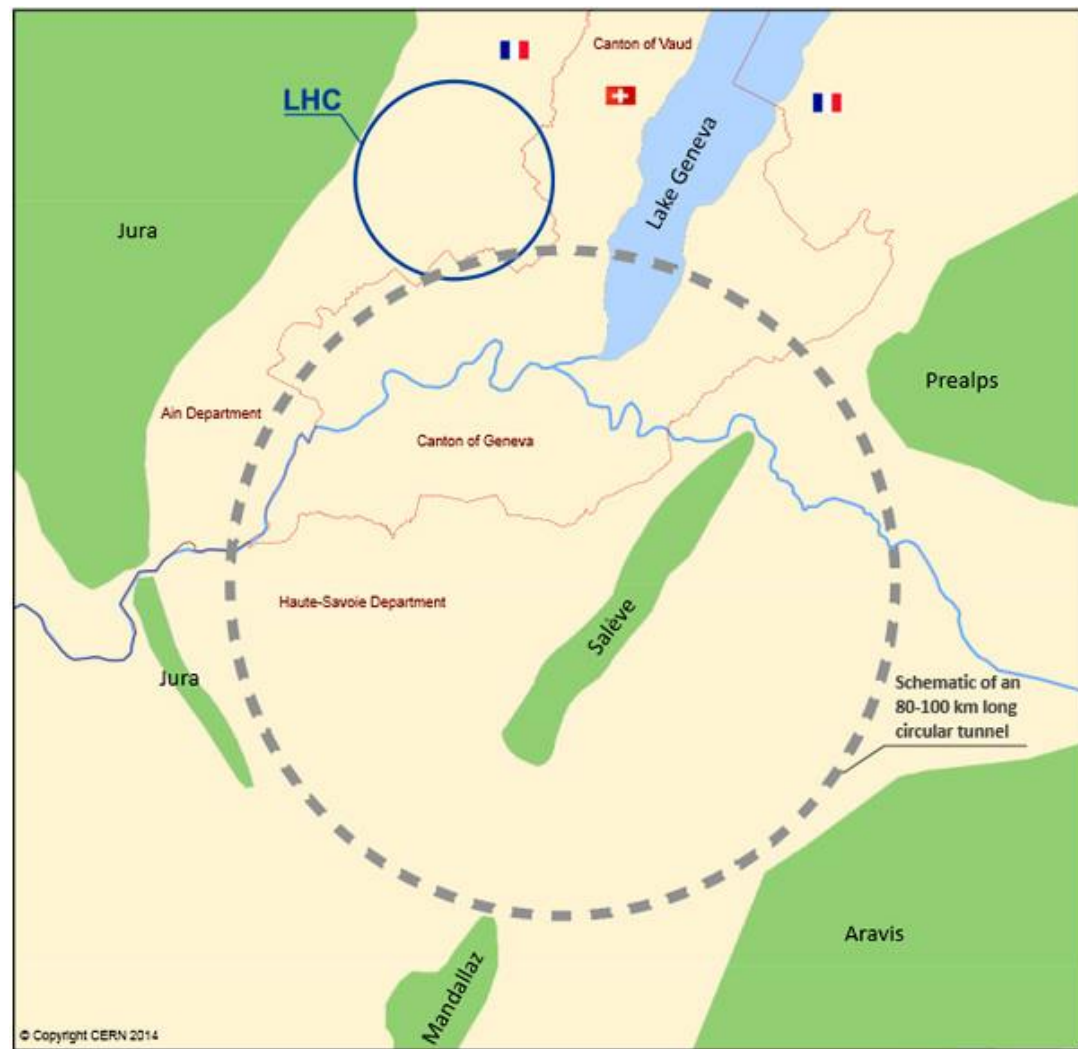 Canton of Vaud
LHC
Lake Geneva
Jura
Prealps
Ain Department
Canton of Geneva
Haute-Savoie Department
Salève
Jura
Schematic of an
80-100 km long
circular tunnel
Aravis
Mandallaz
© Copyright CERN 2014